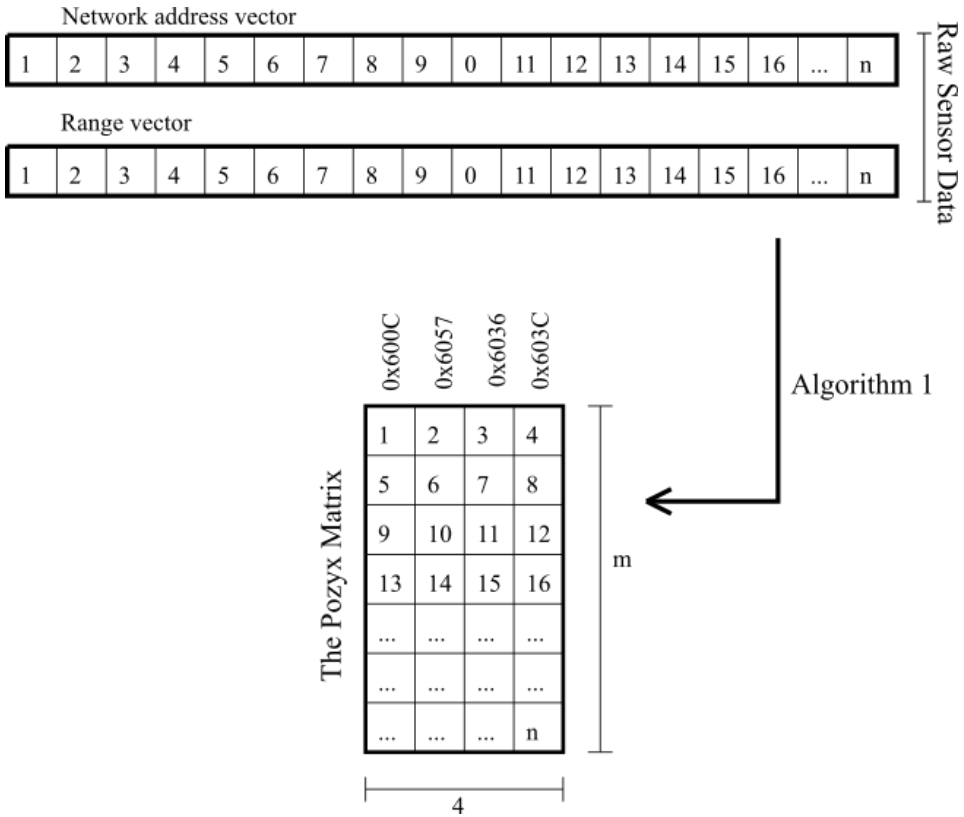 Network address vector
1 2 3 4 5 6 7 8 9 0 11 12 13 14 15 16 ... n
Range vector
1 2 3 4 5 6 7 8 9 0 11 12 13 14 15 16 ... n
Raw Sensor Data
Algorithm 1
0x600C 0x6057 0x6036 0x603C
The Pozyx Matrix
1 2 3 4
5 6 7 8
9 10 11 12
13 14 15 16
... ... ... ...
... ... ... ...
... ... ... n
m
4